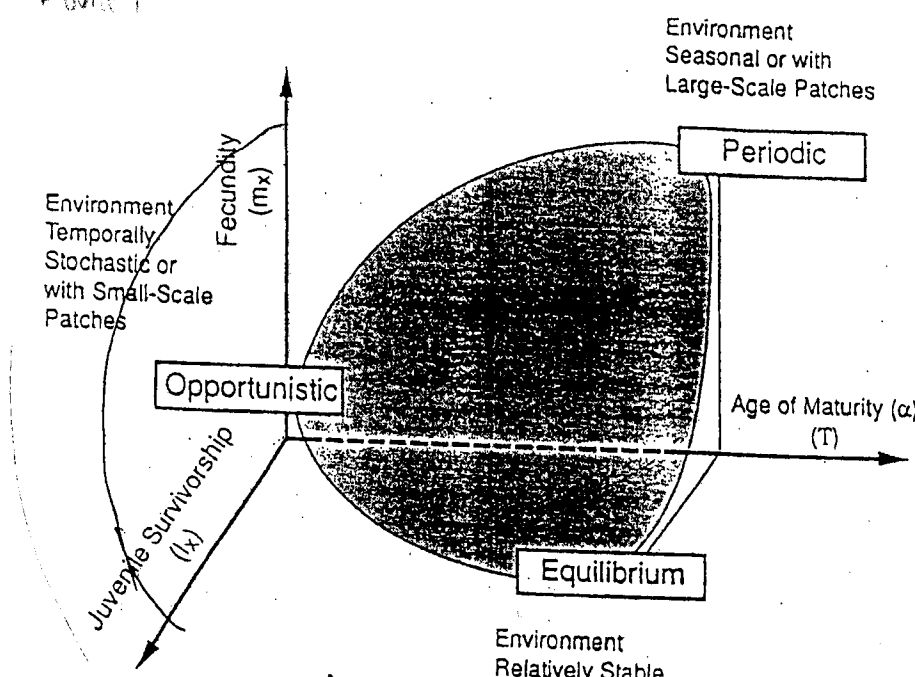 Environment
Seasonal or with
Large-Scale Patches
Periodic
Fecundity
(mx)
Environment
Temporally
Stochastic or
with Small-Scale
Patches
Opportunistic
Age of Maturity (α)
(T)
Juvenile Survivorship
(lx)
Equilibrium
Environment
Relatively Stable